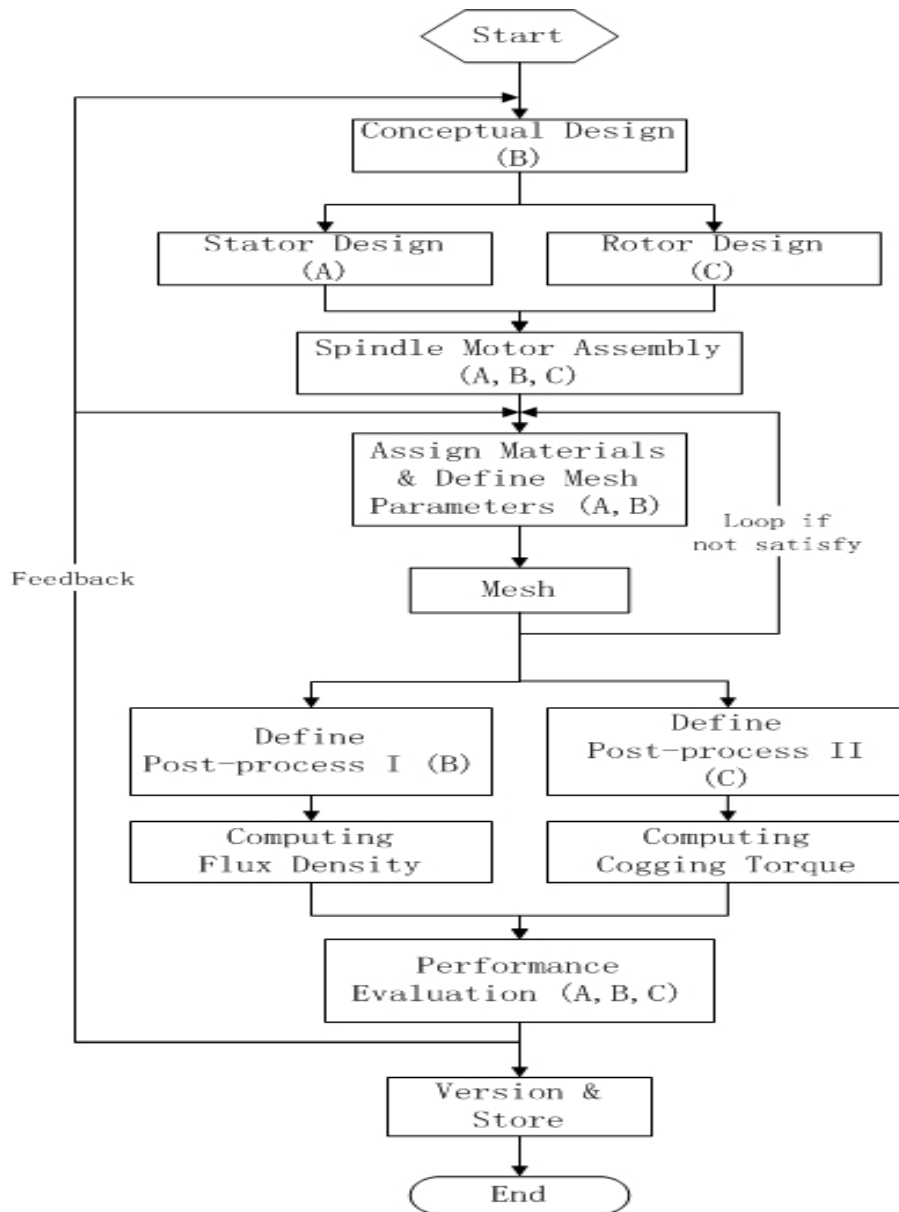 Start
Conceptual Design
(B)
Stator Design
(A)
Rotor Design
(C)
Spindle Motor Assembly
(A,B,C)
Assign Materials
& Define Mesh
Parameters (A,B)
Loop if
not satisfy
Feedback
Mesh
Define
Post-process I (B)
Define
Post-process II
(C)
Computing
Flux Density
Computing
Cogging Torque
Performance
Evaluation (A,B,C)
Version &
Store
End